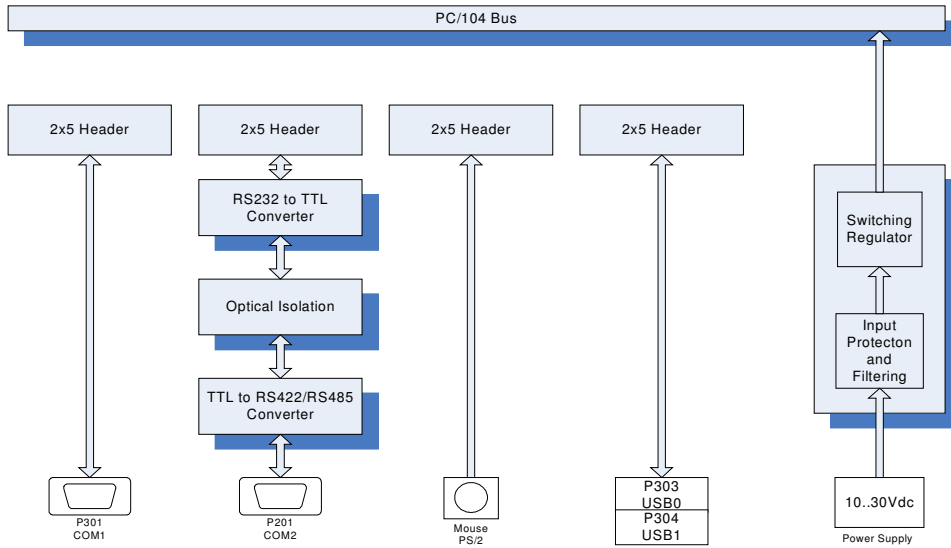 PC/104 Bus
2x5 Header
2x5 Header
2x5 Header
2x5 Header
RS232 to TTL
Converter
Optical Isolation
TTL to RS422/RS485
Converter
Switching
Regulator
Input
Protecton
and
Filtering
P301
COM1
P201
COM2
Mouse
PS/2
P303
USB0
P304
USB1
10..30Vdc
Power Supply